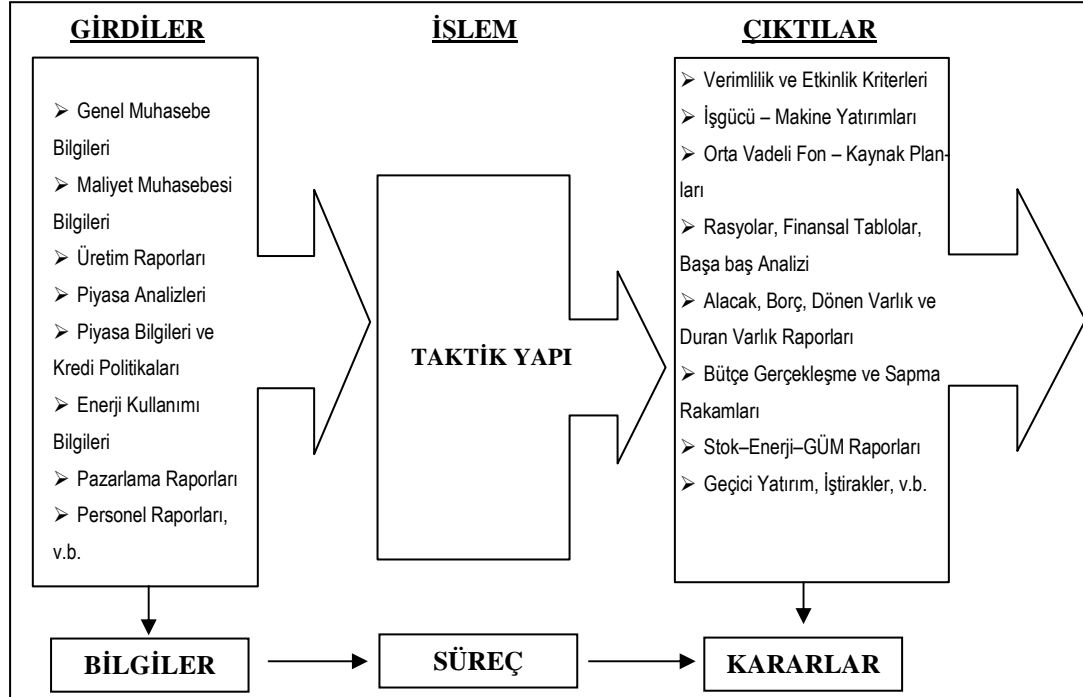 GİRDİLER
İŞLEM
ÇIKTILAR
➢ Genel Muhasebe
Bilgileri
➢ Maliyet Muhasebesi
Bilgileri
➢ Üretim Raporları
➢ Piyasa Analizleri
➢ Piyasa Bilgileri ve
Kredi Politikaları
➢ Enerji Kullanımı
Bilgileri
➢ Pazarlama Raporları
➢ Personel Raporları,
v.b.
TAKTİK YAPI
➢ Verimlilik ve Etkinlik Kriterleri
➢ İşgücü – Makine Yatırımları
➢ Orta Vadeli Fon – Kaynak Plan-
ları
➢ Rasyolar, Finansal Tablolar,
Başa baş Analizi
➢ Alacak, Borç, Dönen Varlık ve
Duran Varlık Raporları
➢ Bütçe Gerçekleşme ve Sapma
Rakamları
➢ Stok–Enerji–GÜM Raporları
➢ Geçici Yatırım, İştirakler, v.b.
BİLGİLER
SÜREÇ
KARARLAR